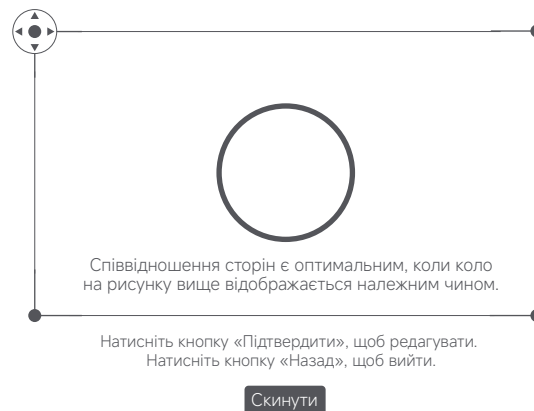 Співвідношення сторін є оптимальним, коли коло
на рисунку вище відображається належним чином.
Натисніть кнопку «Підтвердити», щоб редагувати.
Натисніть кнопку «Назад», щоб вийти.
Скинути